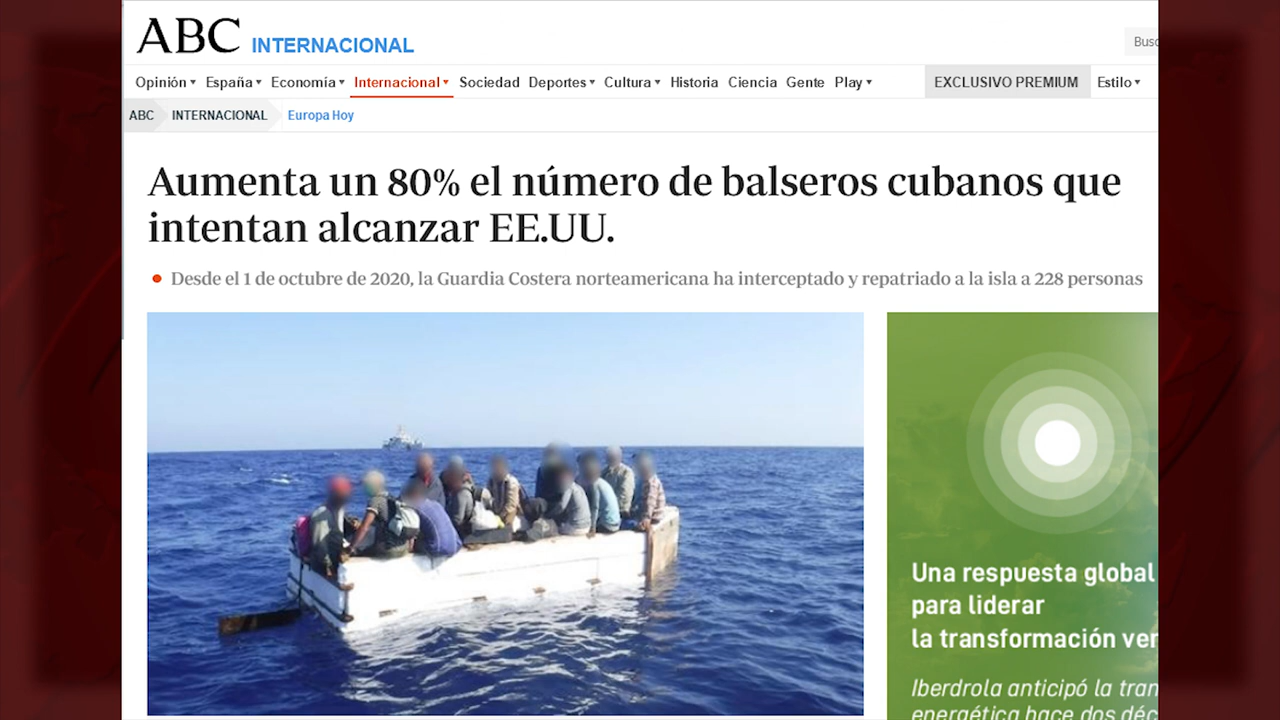 ABC INTERNACIONAL
Opinión España Economía Internacional Sociedad Deportes Cultura Historia Ciencia Gente Play EXCLUSIVO PREMIUM Estilo
ABC INTERNACIONAL Europa Hoy
Aumenta un 80% el número de balseros cubanos que
intentan alcanzar EE.UU.
Desde el 1 de octubre de 2020, la Guardia Costera norteamericana ha interceptado y repatriado a la isla a 228 personas
Una respuesta global
para liderar
la transformación
Iberdrola anticipó la
energética hace dos